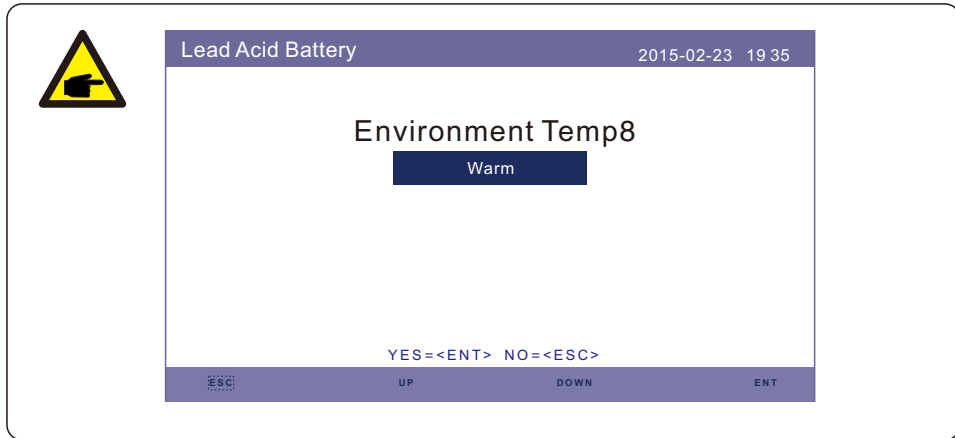 Lead Acid Battery 2015-02-23 19 35
Environment Temp8
Warm
YES=<ENT> NO=<ESC>
ESC UP DOWN ENT